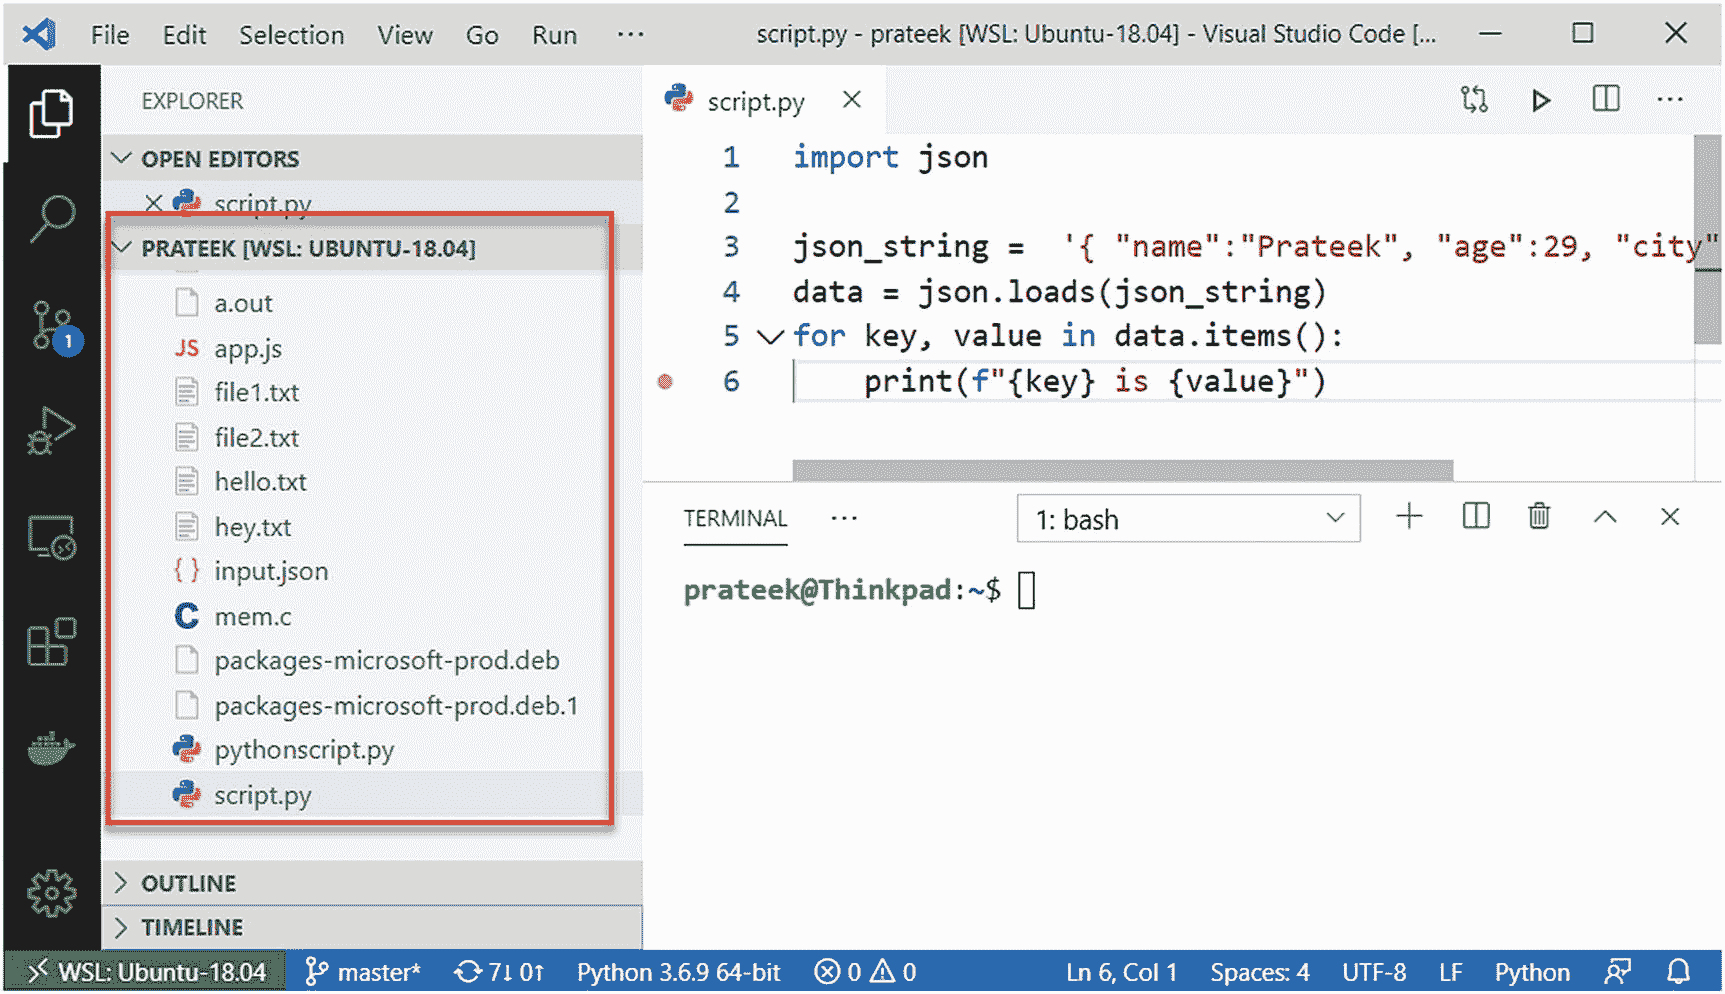 File Edit Selection View Go Run ··· script.py - prateek [WSL: Ubuntu-18.04] - Visual Studio Code [...
EXPLORER
OPEN EDITORS
script.py
PRATEEK [WSL: UBUNTU-18.04]
a.out
JS app.js
file1.txt
file2.txt
hello.txt
hey.txt
{ } input.json
C mem.c
packages-microsoft-prod.deb
packages-microsoft-prod.deb.1
pythonscript.py
script.py
OUTLINE
TIMELINE
1
script.py
1 import json
2
3 json_string =  '{ "name":"Prateek", "age":29, "city"
4 data = json.loads(json_string)
5 for key, value in data.items():
6     print(f"{key} is {value}")
TERMINAL ··· 1: bash
prateek@Thinkpad:~$
WSL: Ubuntu-18.04 master* 7↓ 0↑ Python 3.6.9 64-bit 0 0 Ln 6, Col 1 Spaces: 4 UTF-8 LF Python